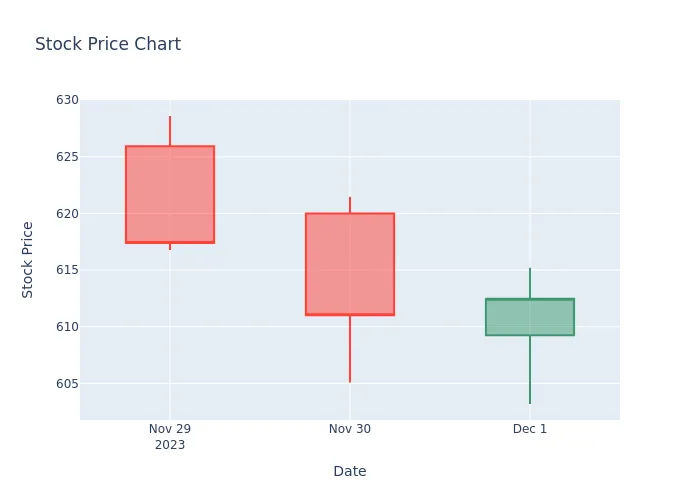 Stock Price Chart
630
625
620
615
610
605
Stock Price
Nov 29
2023
Nov 30
Dec 1
Date